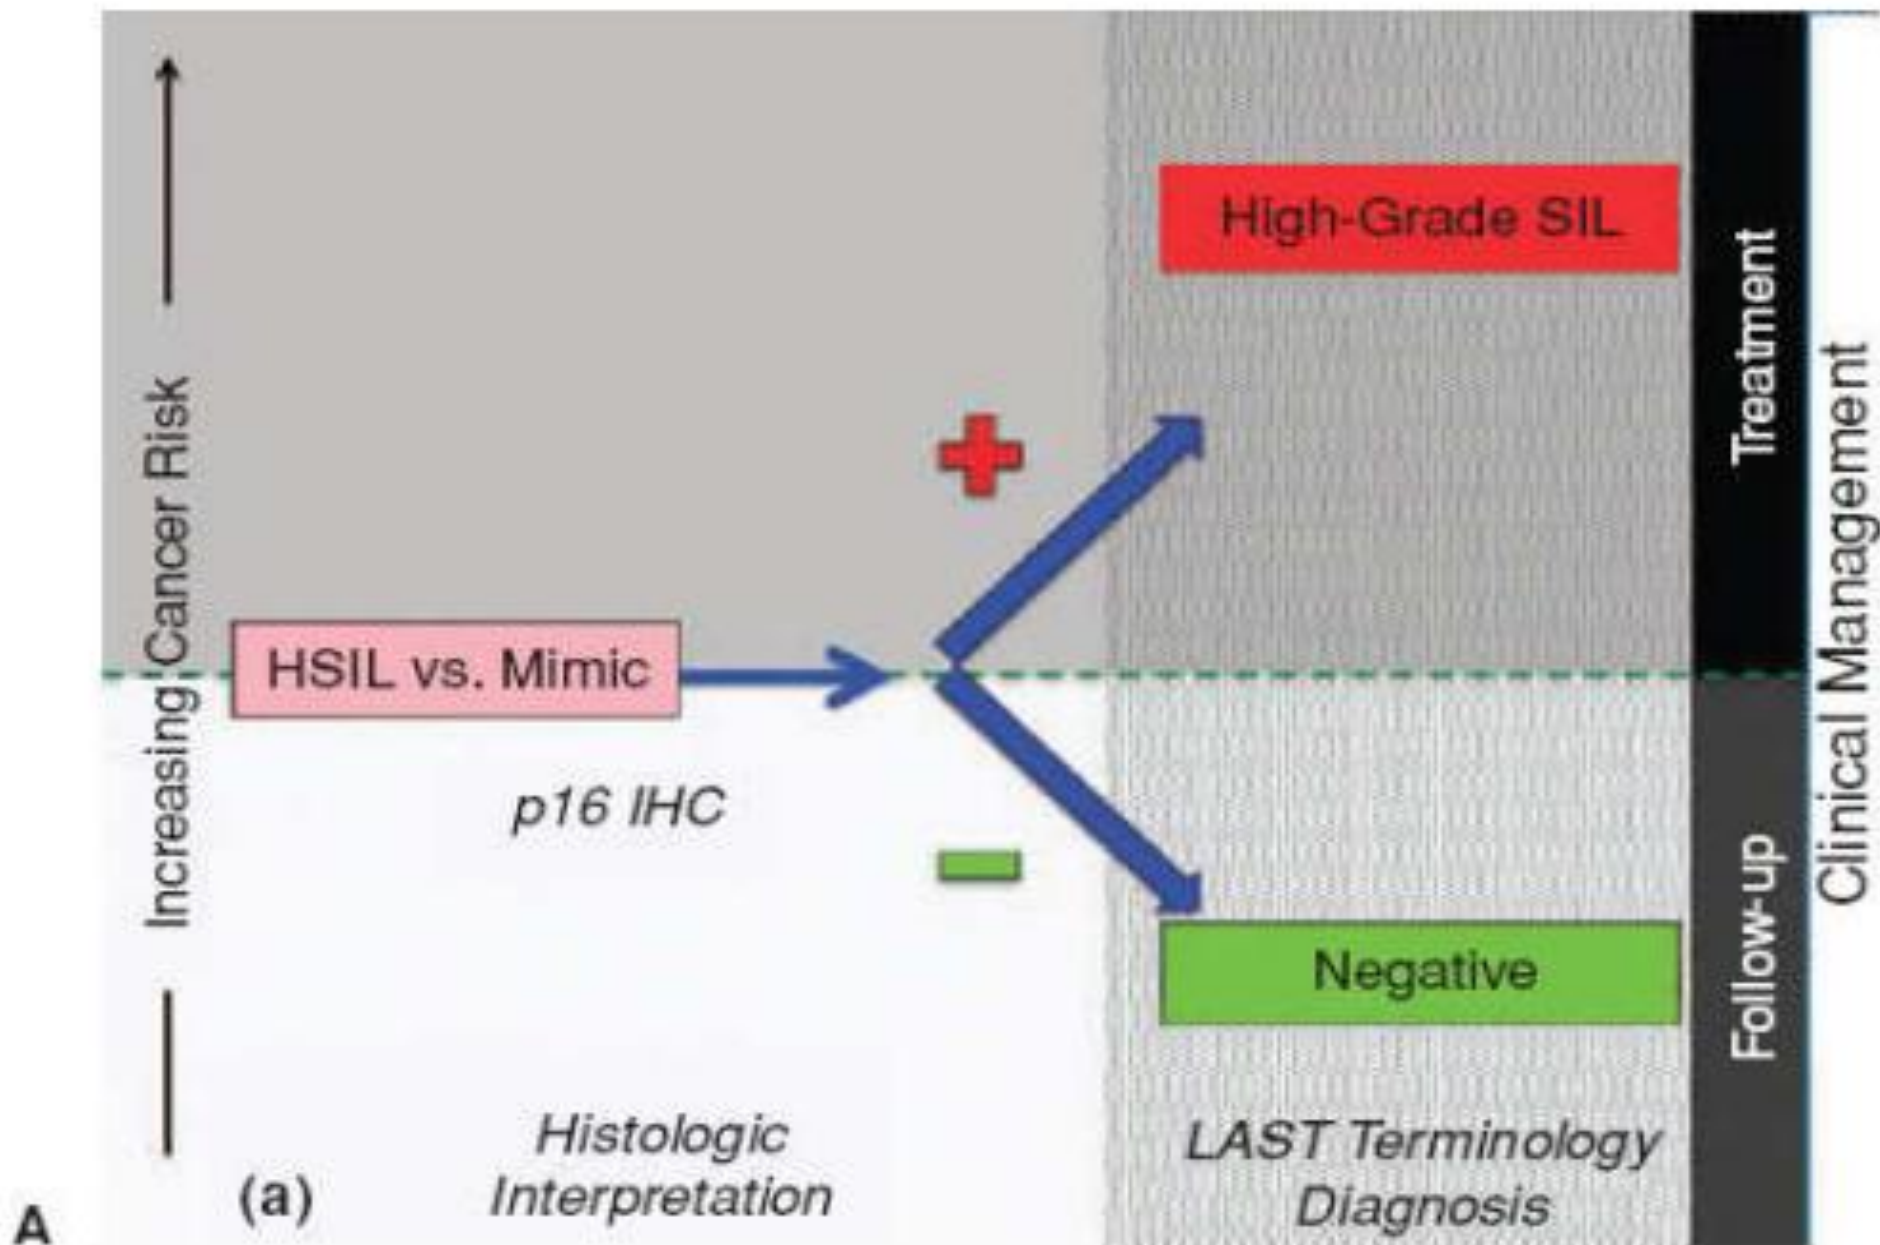 Increasing Cancer Risk
High-Grade SIL
HSIL vs. Mimic
p16 IHC
Negative
Histologic
Interpretation
LAST Terminology
Diagnosis
Treatment
Follow-up
Clinical Management
(a)
A